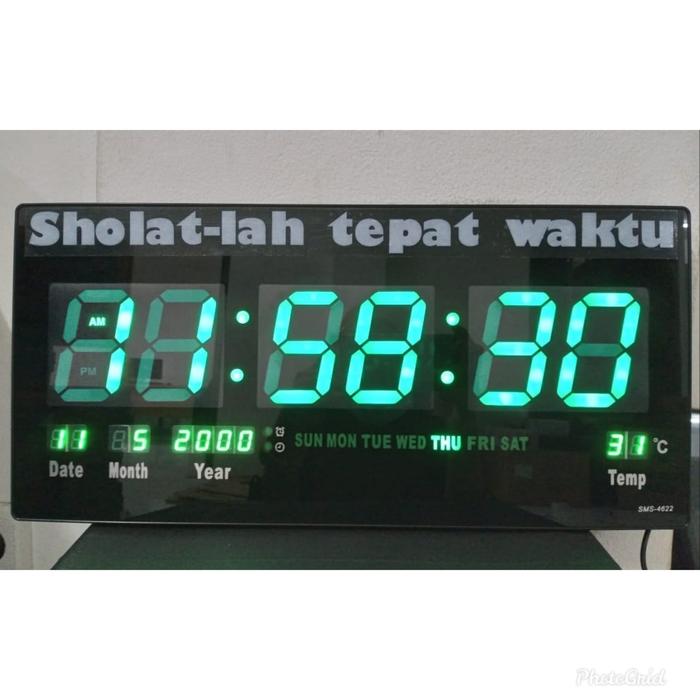 Sholat-lah tepat waktu
AM 11:58:30
PM
11 5 2000 SUN MON TUE WED THU FRI SAT 31 °C
Date Month Year Temp
SMS-4622
PhotoGrid